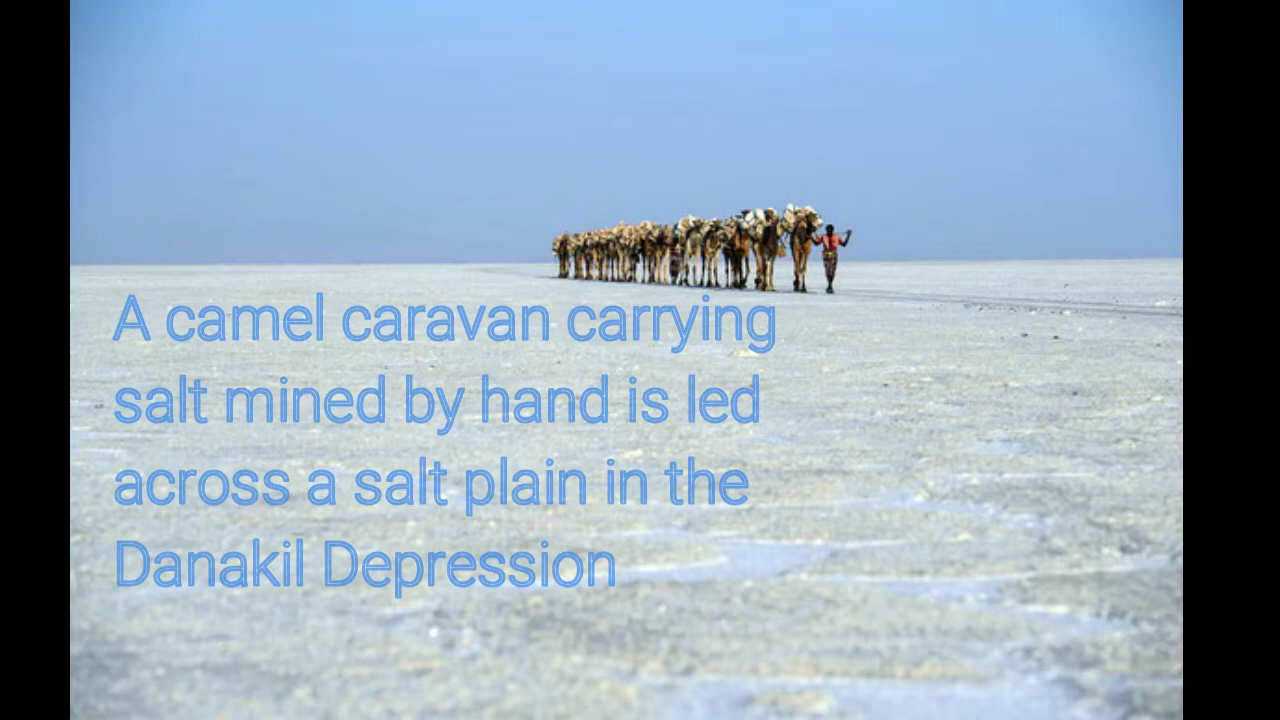 A camel caravan carrying
salt mined by hand is led
across a salt plain in the
Danakil Depression